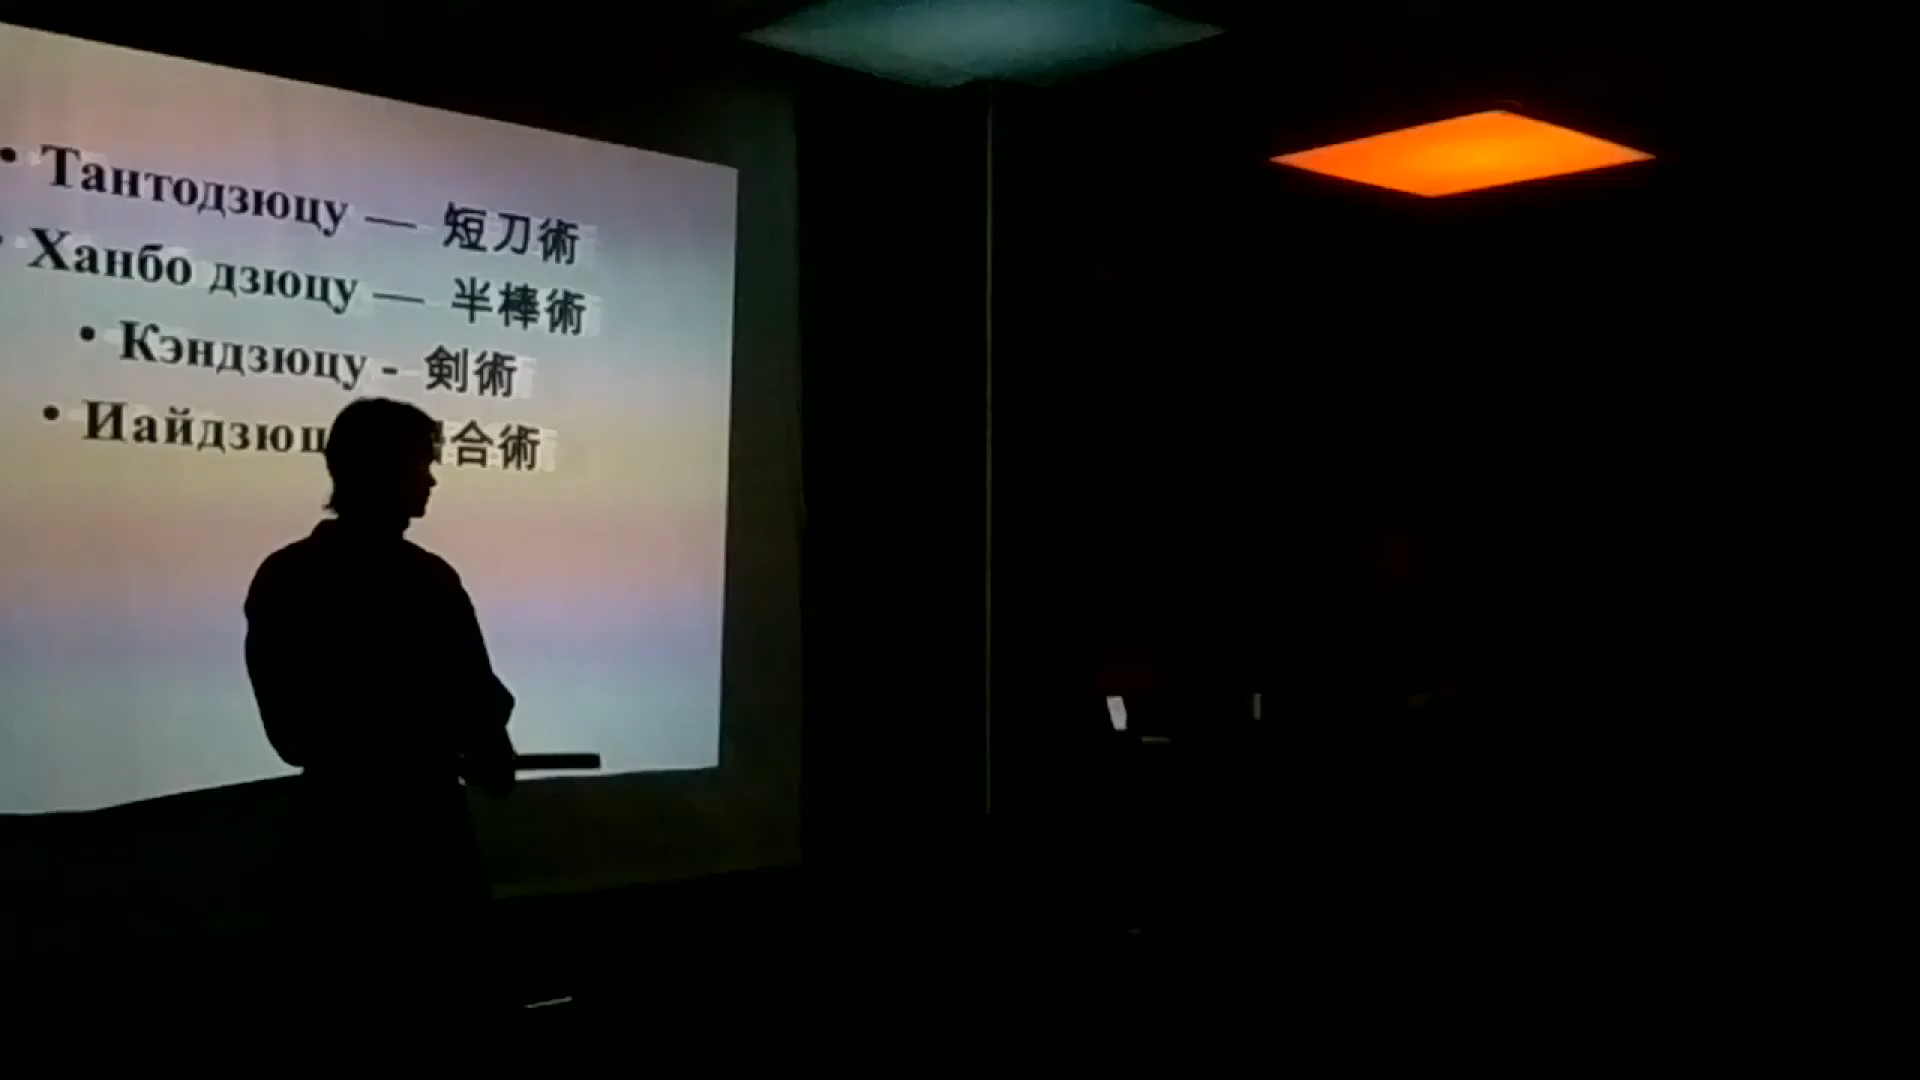 • Тантодзюцу — 短刀術
Ханбо дзюцу — 半棒術
• Кэндзюцу - 剣術
• Иайдзюц 合術